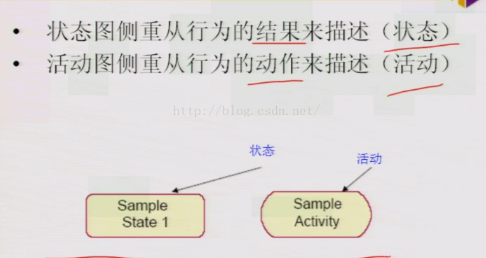 • 状态图侧重从行为的结果来描述（状态）
• 活动图侧重从行为的动作来描述（活动）
http://blog.csdn.net/
状态
活动
Sample
State 1
Sample
Activity